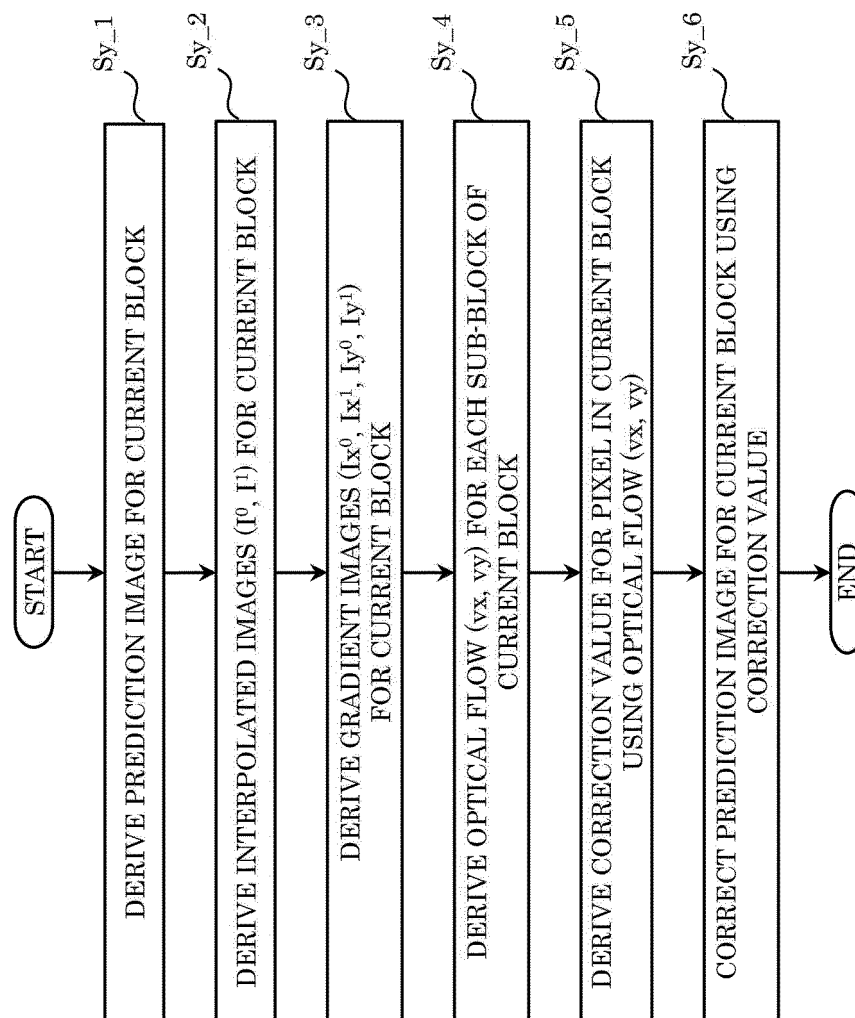 START
DERIVE PREDICTION IMAGE FOR CURRENT BLOCK
Sy_1
DERIVE INTERPOLATED IMAGES (I⁰, I¹) FOR CURRENT BLOCK
Sy_2
DERIVE GRADIENT IMAGES (Ix⁰, Ix¹, Iy⁰, Iy¹)
FOR CURRENT BLOCK
Sy_3
DERIVE OPTICAL FLOW (vx, vy) FOR EACH SUB-BLOCK OF
CURRENT BLOCK
Sy_4
DERIVE CORRECTION VALUE FOR PIXEL IN CURRENT BLOCK
USING OPTICAL FLOW (vx, vy)
Sy_5
CORRECT PREDICTION IMAGE FOR CURRENT BLOCK USING
CORRECTION VALUE
Sy_6
END